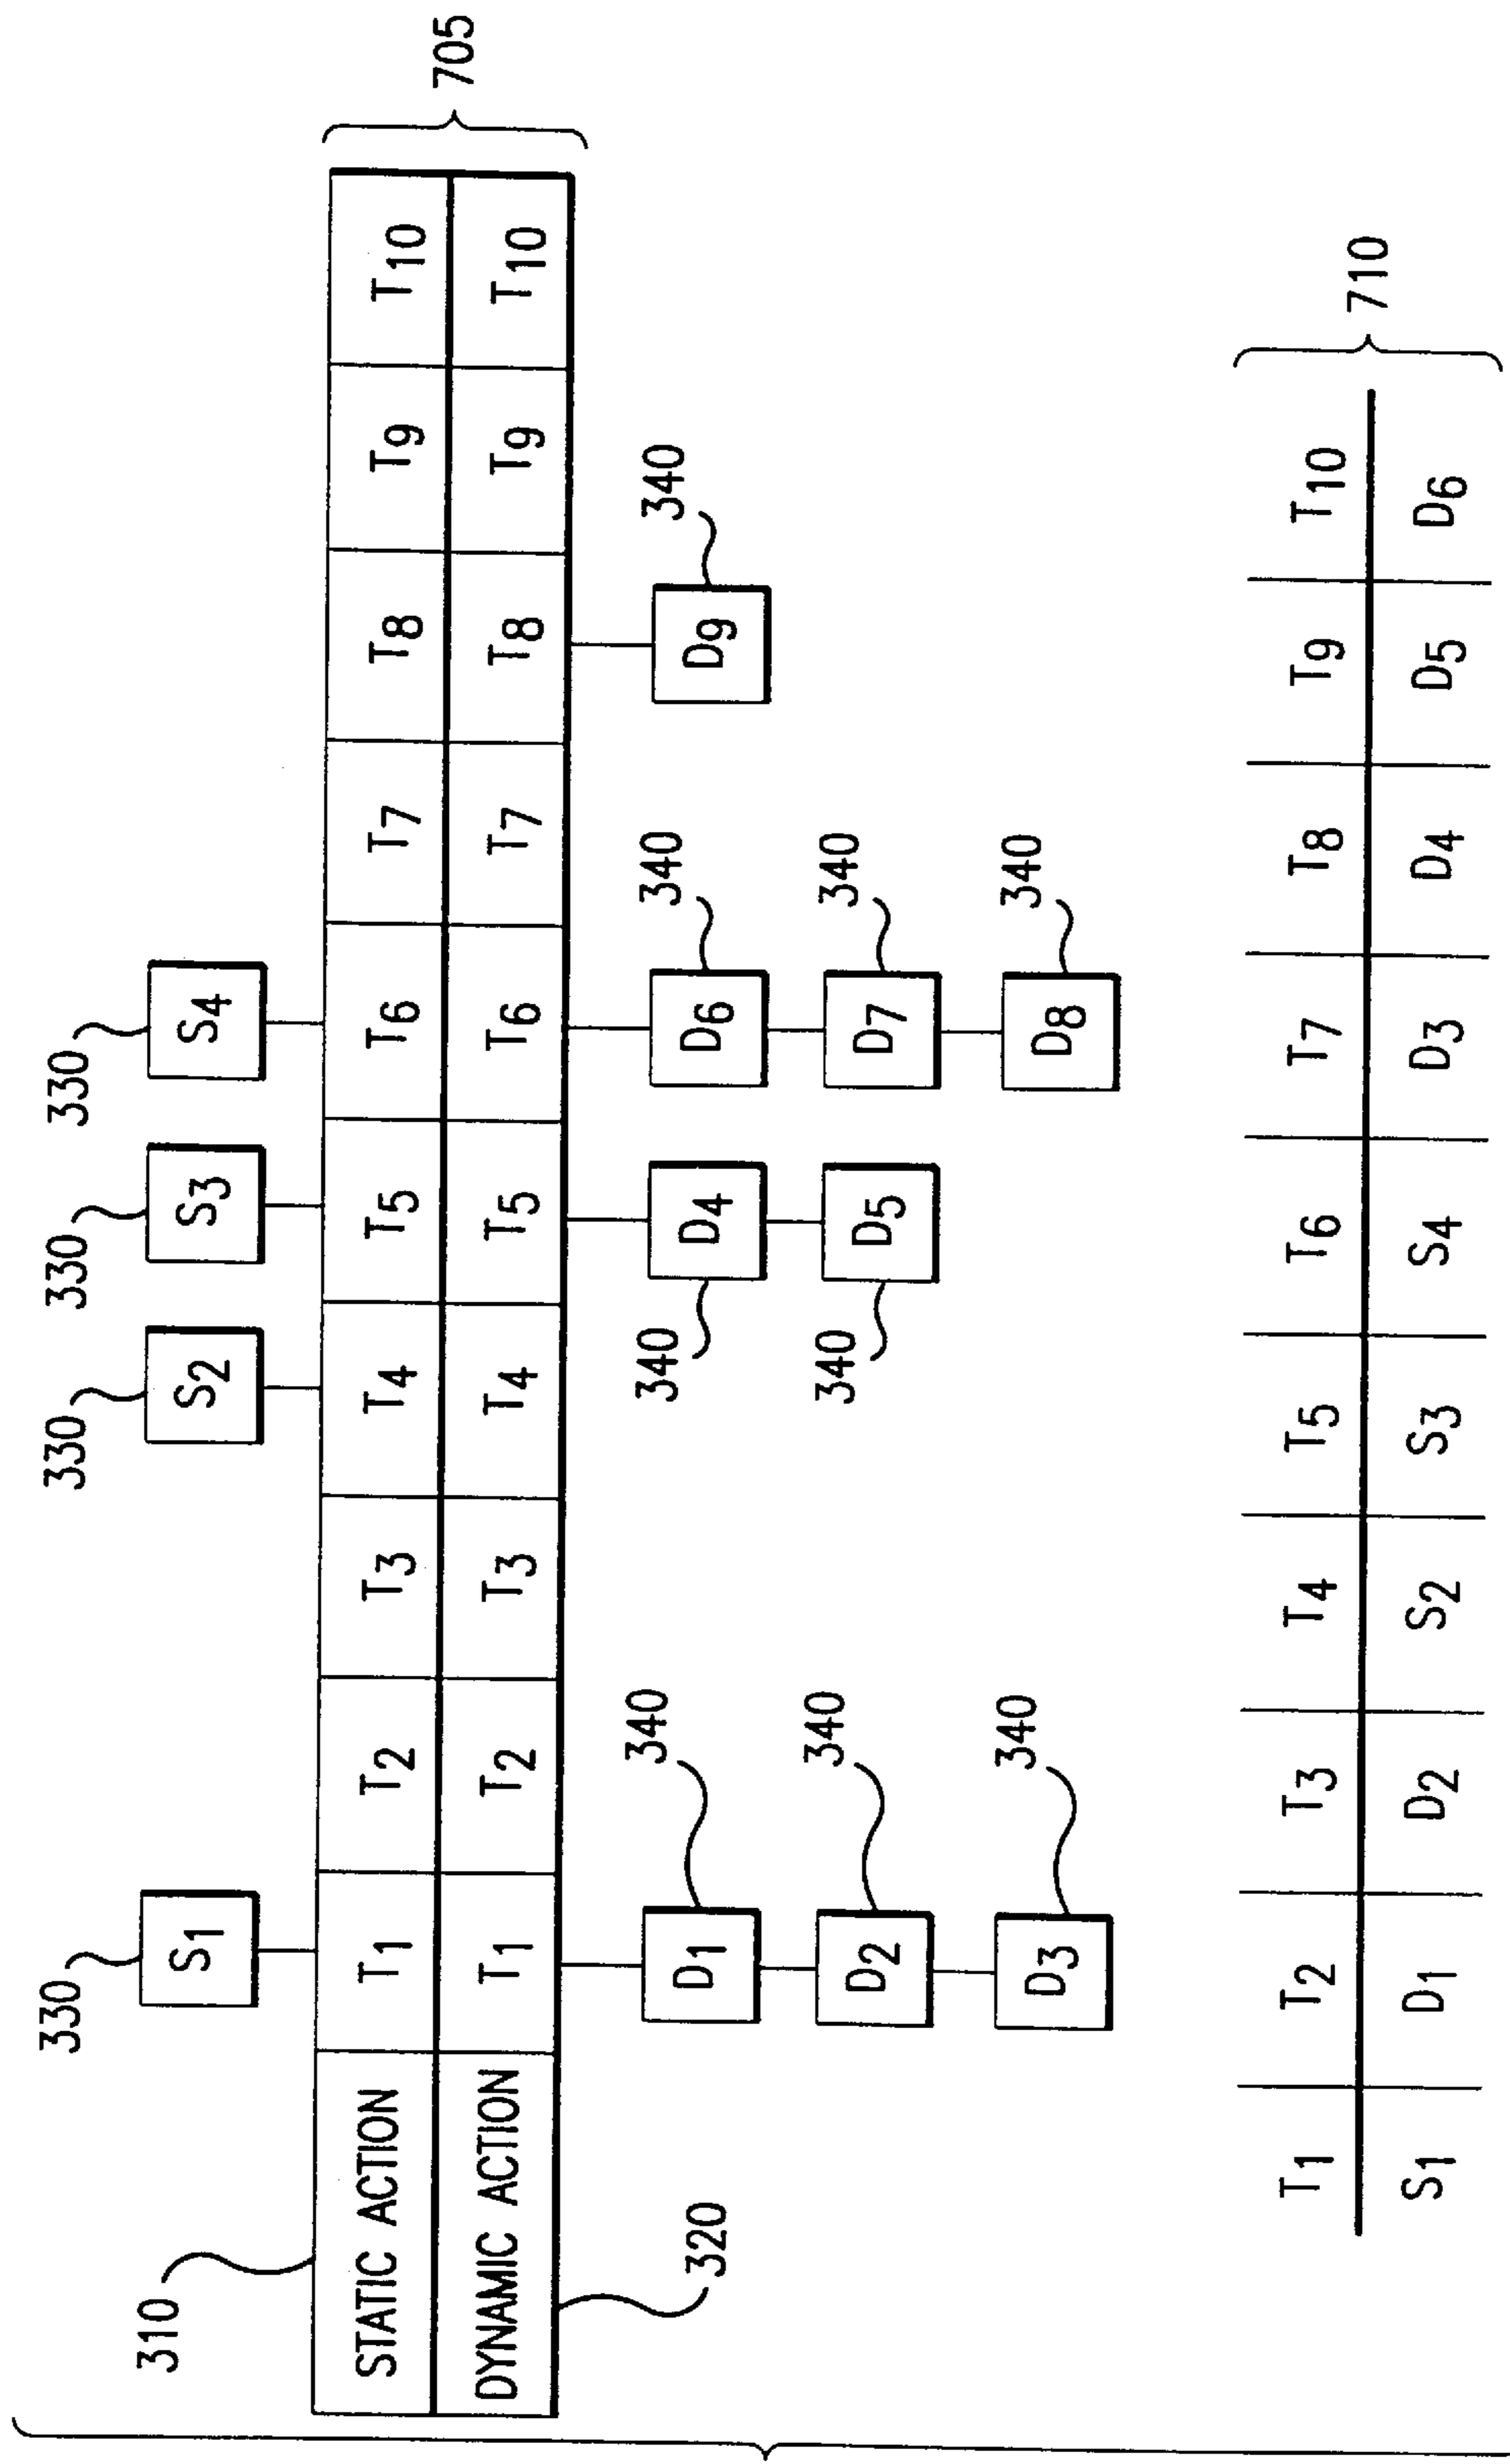 330 330 330 330
S1 S2 S3 S4
310
STATIC ACTION T1 T2 T3 T4 T5 T6 T7 T8 T9 T10
705
DYNAMIC ACTION T1 T2 T3 T4 T5 T6 T7 T8 T9 T10
320
340 340 340 340
D1 D4 D6 D9
340 340 340
D2 D5 D7
340 340
D3 D8
T1 T2 T3 T4 T5 T6 T7 T8 T9 T10
710
S1 D1 D2 S2 S3 S4 D3 D4 D5 D6